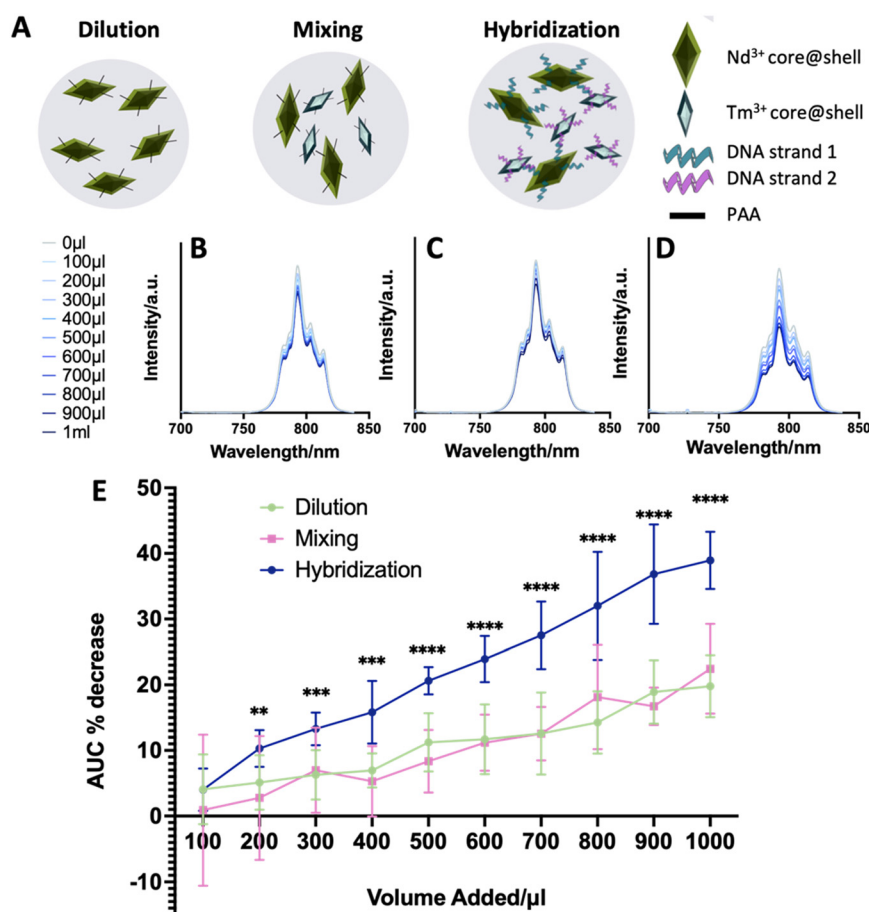 A
Dilution
Mixing
Hybridization
Nd3+ core@shell
Tm3+ core@shell
DNA strand 1
DNA strand 2
PAA
0µl
100µl
200µl
300µl
400µl
500µl
600µl
700µl
800µl
900µl
1ml
B
Intensity/a.u.
700 750 800 850
Wavelength/nm
C
Intensity/a.u.
700 750 800 850
Wavelength/nm
D
Intensity/a.u.
700 750 800 850
Wavelength/nm
E
Dilution
Mixing
Hybridization
AUC % decrease
50
40
30
20
10
0
-10
** *** *** **** **** **** **** **** ****
100 200 300 400 500 600 700 800 900 1000
Volume Added/µl